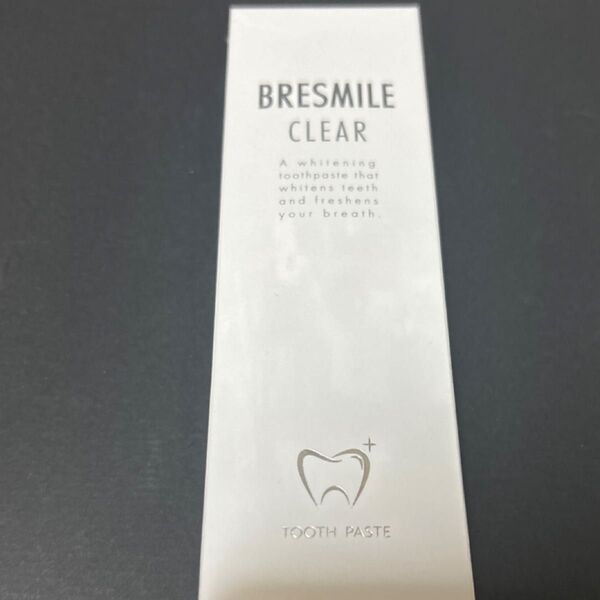 BRESMILE
CLEAR
A whitening
toothpaste that
whitens teeth
and freshens
your breath.
TOOTH PASTE